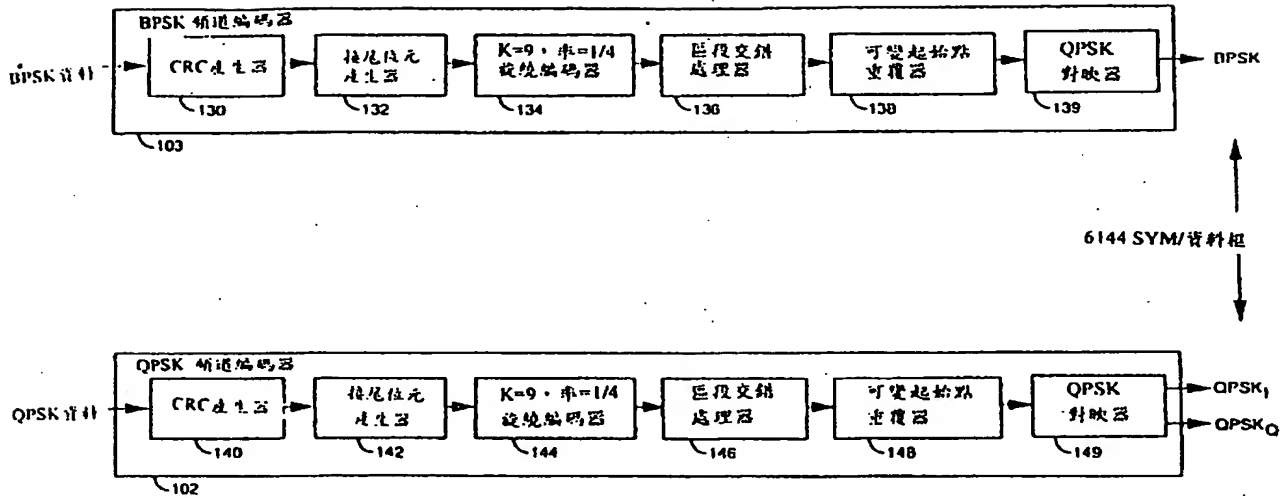 BPSK 頻道編碼器
BPSK 資料
CRC產生器
接尾位元
產生器
K=9,率=1/4
旋繞編碼器
區段交錯
處理器
可變起始點
重覆器
QPSK
對映器
BPSK
130
132
134
136
138
139
103
6144 SYM/資料框
QPSK 頻道編碼器
QPSK 資料
CRC產生器
接尾位元
產生器
K=9,率=1/4
旋繞編碼器
區段交錯
處理器
可變起始點
重覆器
QPSK
對映器
QPSKI
QPSKQ
140
142
144
146
148
149
102